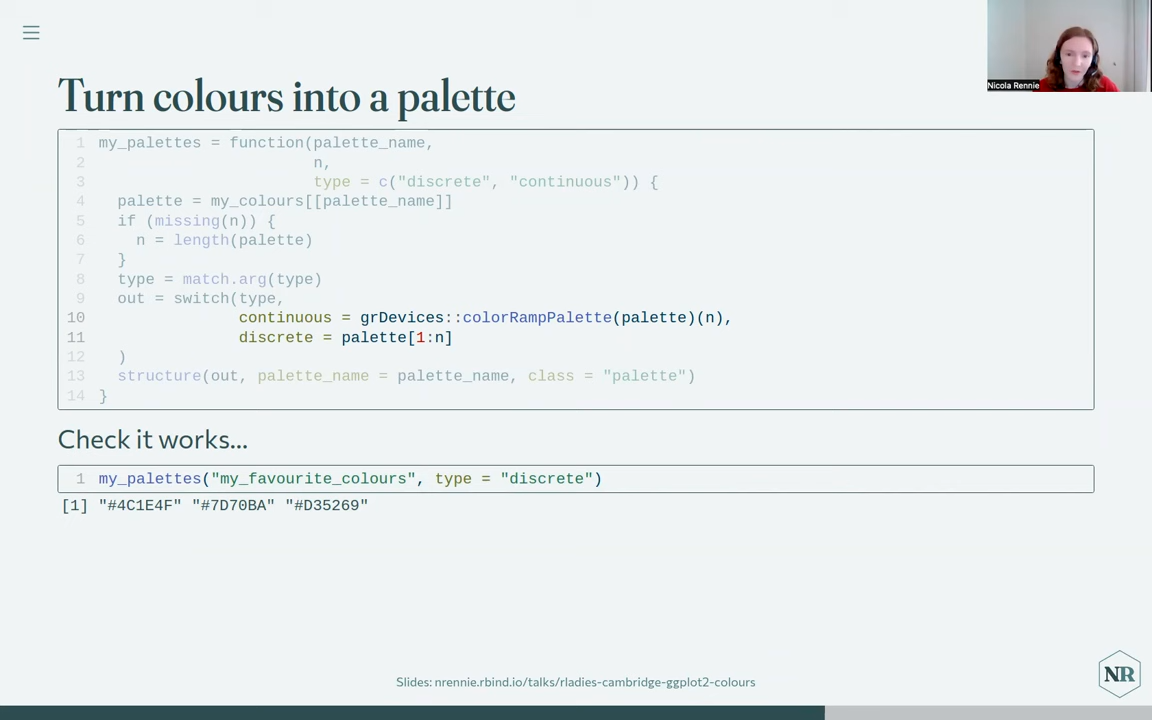 Nicola Rennie
Turn colours into a palette
1 my_palettes = function(palette_name,
2                        n,
3                        type = c("discrete", "continuous")) {
4   palette = my_colours[[palette_name]]
5   if (missing(n)) {
6     n = length(palette)
7   }
8   type = match.arg(type)
9   out = switch(type,
10                continuous = grDevices::colorRampPalette(palette)(n),
11                discrete = palette[1:n]
12   )
13   structure(out, palette_name = palette_name, class = "palette")
14 }
Check it works...
1 my_palettes("my_favourite_colours", type = "discrete")
[1] "#4C1E4F" "#7D70BA" "#D35269"
Slides: nrennie.rbind.io/talks/rladies-cambridge-ggplot2-colours
NR